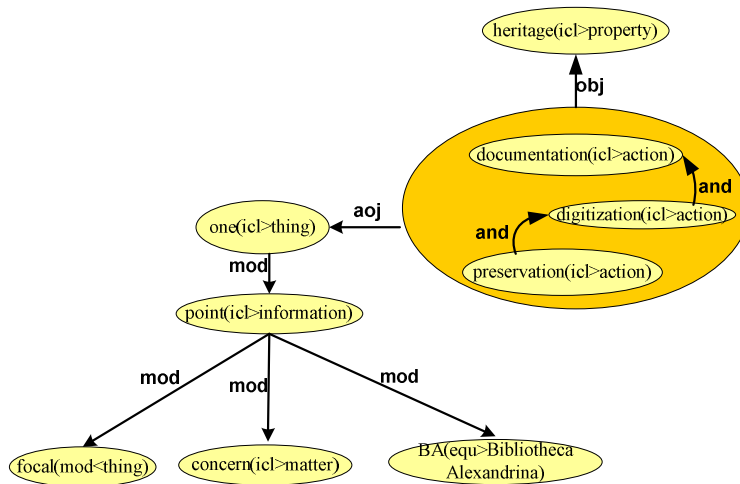 heritage(icl>property)
obj
documentation(icl>action)
and
digitization(icl>action)
aoj
one(icl>thing)
and
preservation(icl>action)
mod
point(icl>information)
mod
mod
mod
focal(mod<thing)
concern(icl>matter)
BA(equ>Bibliotheca
Alexandrina)